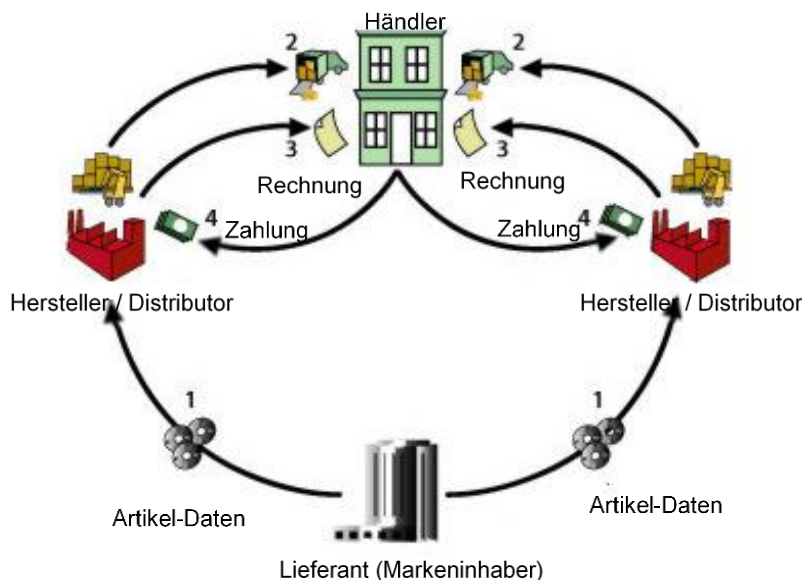 Händler
2
2
3
3
Rechnung
Rechnung
4
Zahlung
Zahlung
4
Hersteller / Distributor
Hersteller / Distributor
1
1
Artikel-Daten
Artikel-Daten
Lieferant (Markeninhaber)